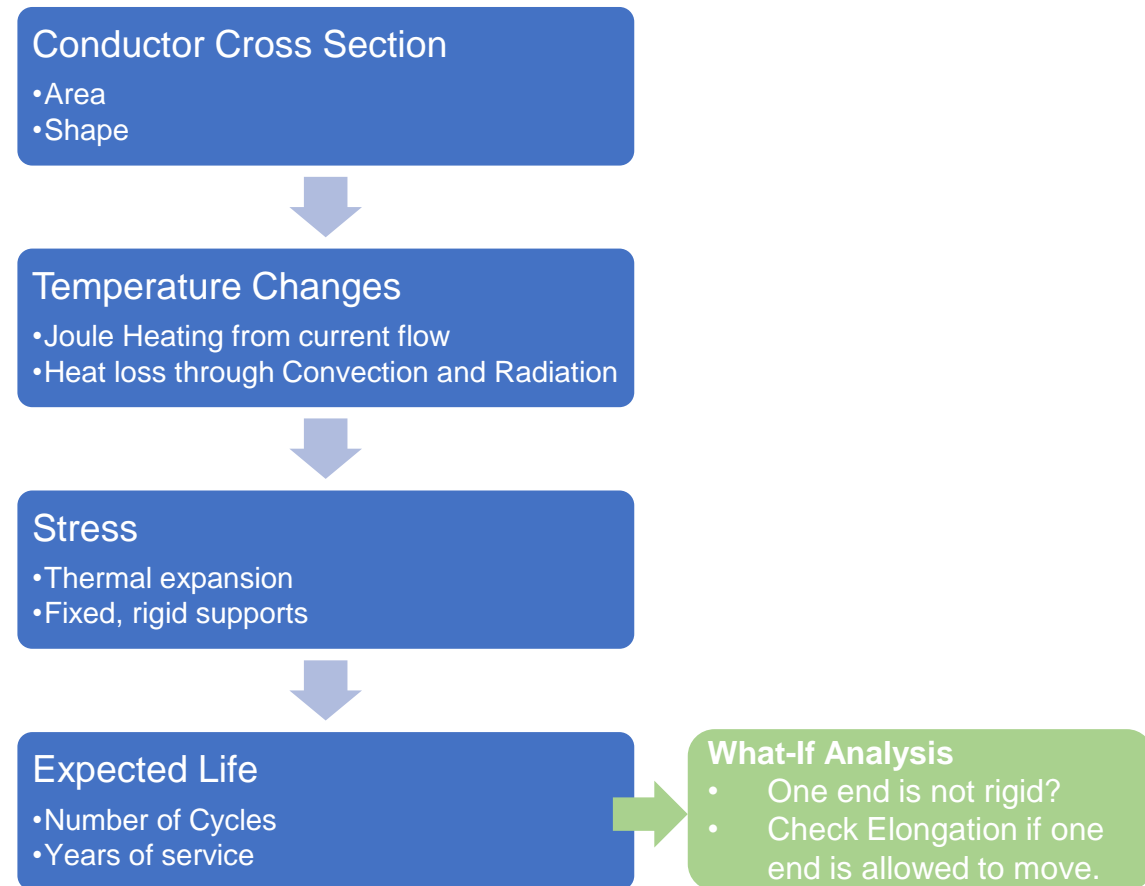 Conductor Cross Section
•Area
•Shape
Temperature Changes
•Joule Heating from current flow
•Heat loss through Convection and Radiation
Stress
•Thermal expansion
•Fixed, rigid supports
Expected Life
•Number of Cycles
•Years of service
What-If Analysis
• One end is not rigid?
• Check Elongation if one
end is allowed to move.